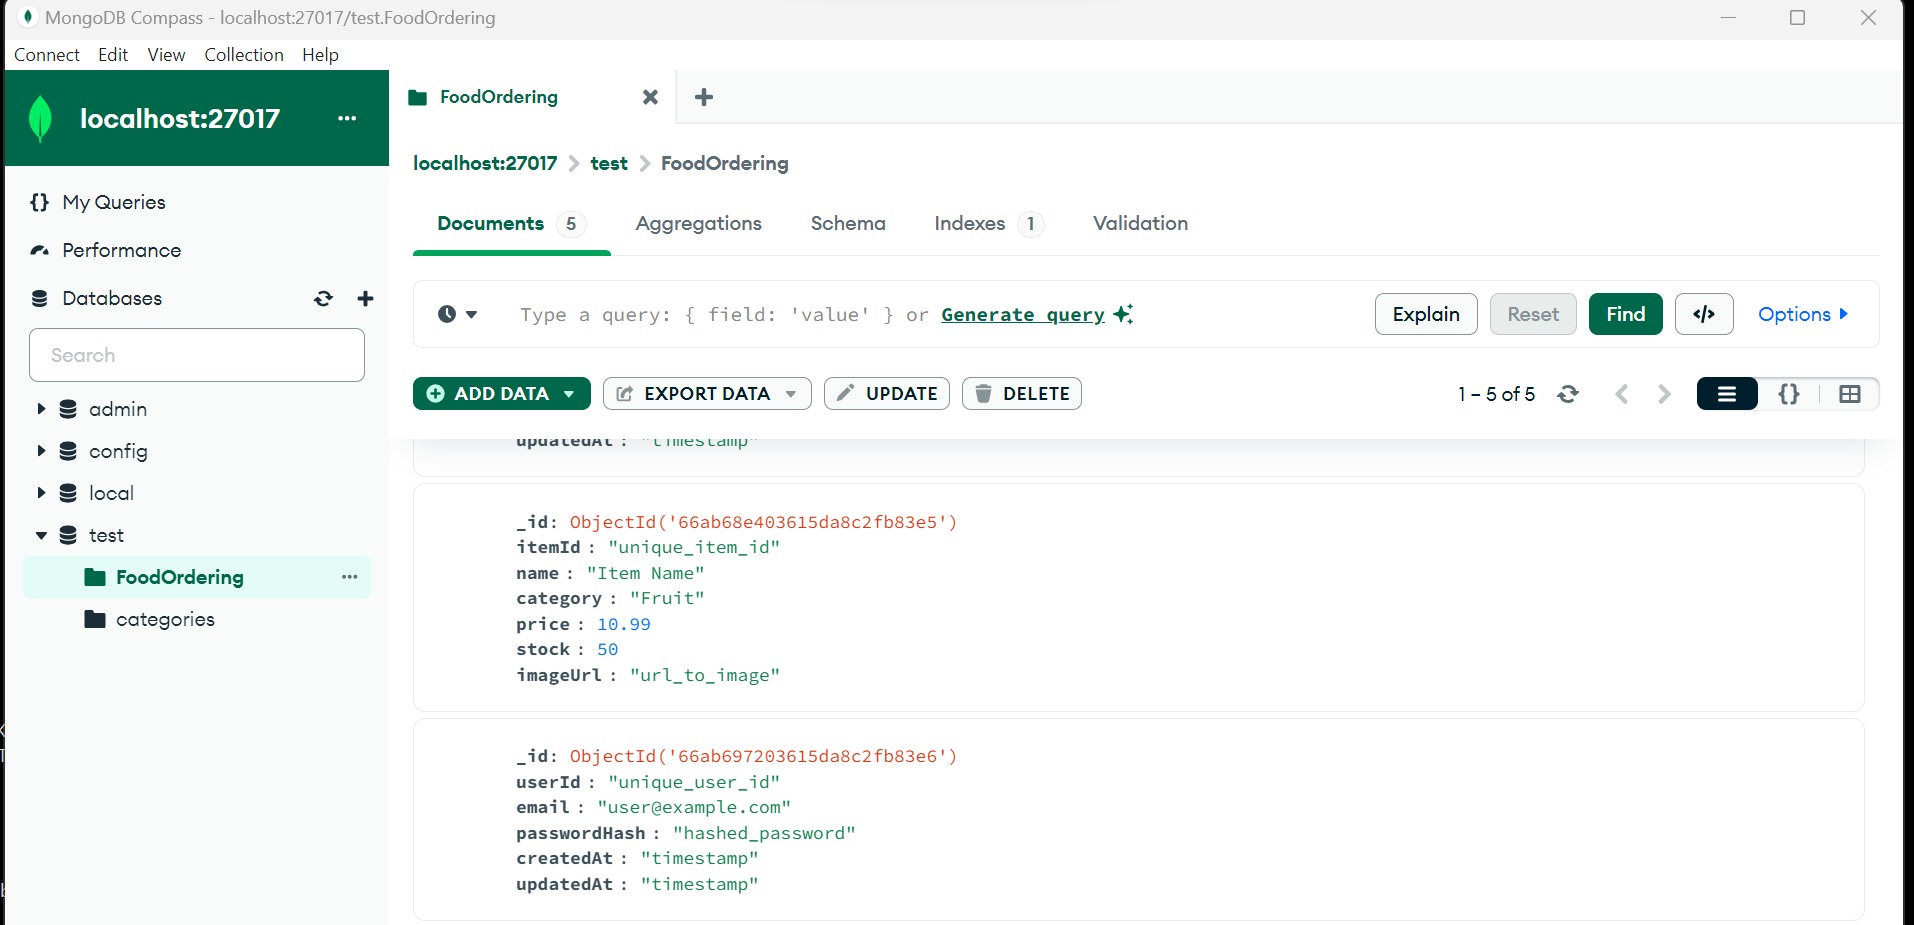 MongoDB Compass - localhost:27017/test.FoodOrdering
Connect Edit View Collection Help
localhost:27017 ...
My Queries
Performance
Databases
Search
admin
config
local
test
FoodOrdering ...
categories
FoodOrdering
localhost:27017 > test > FoodOrdering
Documents 5 Aggregations Schema Indexes 1 Validation
Type a query: { field: 'value' } or Generate query
Explain Reset Find </> Options
ADD DATA EXPORT DATA UPDATE DELETE 1 – 5 of 5 {}
updatedAt : "timestamp"
_id: ObjectId('66ab68e403615da8c2fb83e5')
itemId : "unique_item_id"
name : "Item Name"
category : "Fruit"
price : 10.99
stock : 50
imageUrl : "url_to_image"
_id: ObjectId('66ab697203615da8c2fb83e6')
userId : "unique_user_id"
email : "user@example.com"
passwordHash : "hashed_password"
createdAt : "timestamp"
updatedAt : "timestamp"